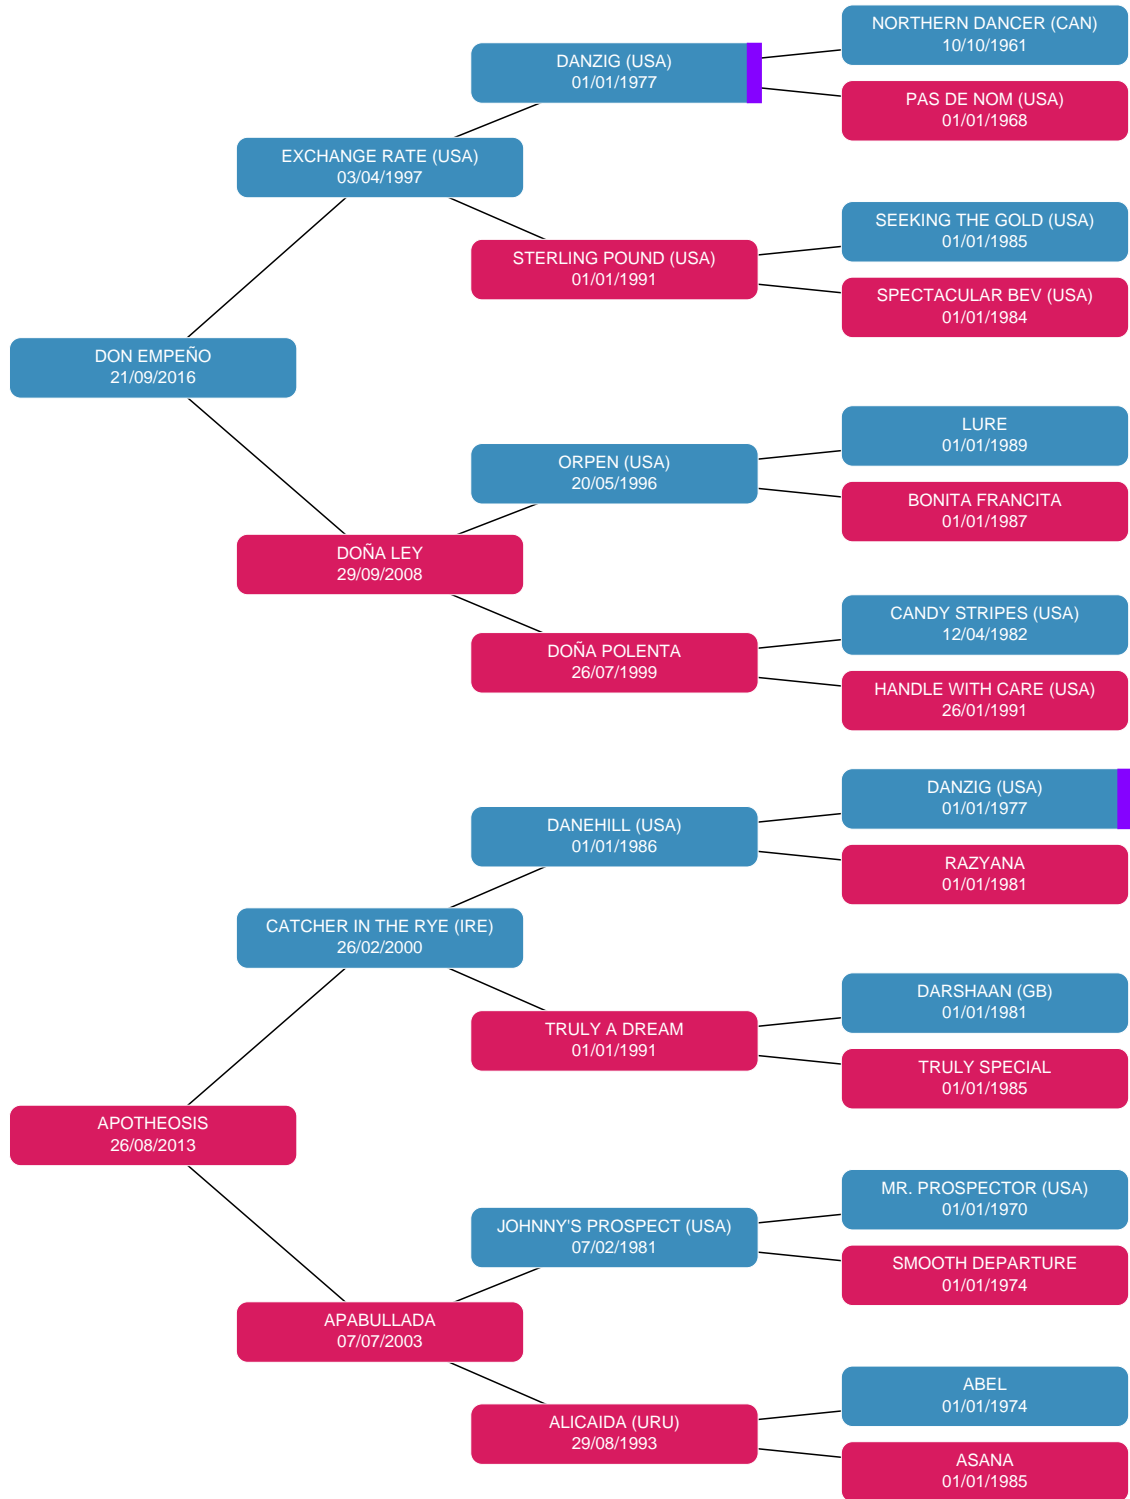 NORTHERN DANCER (CAN)
10/10/1961
DANZIG (USA)
01/01/1977
PAS DE NOM (USA)
01/01/1968
EXCHANGE RATE (USA)
03/04/1997
SEEKING THE GOLD (USA)
01/01/1985
STERLING POUND (USA)
01/01/1991
SPECTACULAR BEV (USA)
01/01/1984
DON EMPEÑO
21/09/2016
LURE
01/01/1989
ORPEN (USA)
20/05/1996
BONITA FRANCITA
01/01/1987
DOÑA LEY
29/09/2008
CANDY STRIPES (USA)
12/04/1982
DOÑA POLENTA
26/07/1999
HANDLE WITH CARE (USA)
26/01/1991
DANZIG (USA)
01/01/1977
DANEHILL (USA)
01/01/1986
RAZYANA
01/01/1981
CATCHER IN THE RYE (IRE)
26/02/2000
DARSHAAN (GB)
01/01/1981
TRULY A DREAM
01/01/1991
TRULY SPECIAL
01/01/1985
APOTHEOSIS
26/08/2013
MR. PROSPECTOR (USA)
01/01/1970
JOHNNY'S PROSPECT (USA)
07/02/1981
SMOOTH DEPARTURE
01/01/1974
APABULLADA
07/07/2003
ABEL
01/01/1974
ALICAIDA (URU)
29/08/1993
ASANA
01/01/1985